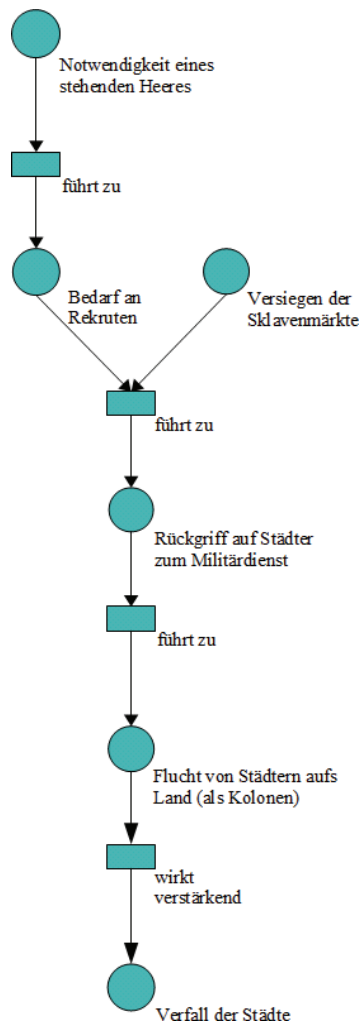 Notwendigkeit eines
stehenden Heeres
führt zu
Bedarf an
Rekruten
Versiegen der
Sklavenmärkte
führt zu
Rückgriff auf Städter
zum Militärdienst
führt zu
Flucht von Städtern aufs
Land (als Kolonen)
wirkt
verstärkend
Verfall der Städte